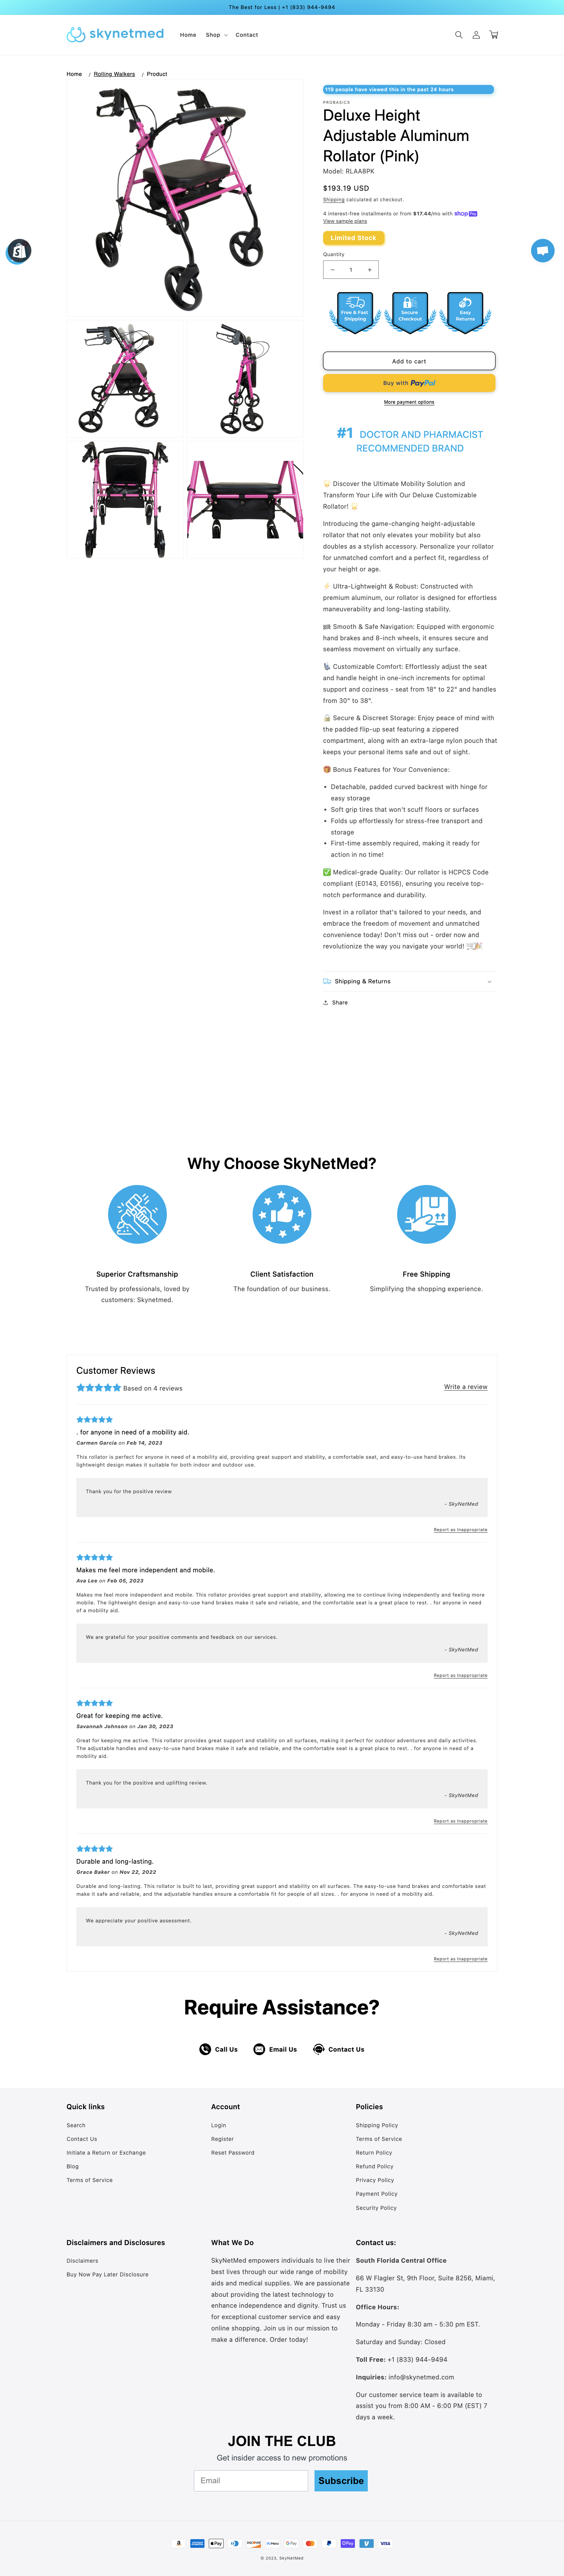 The Best for Less | +1 (833) 944-9494
skynetmed
Home Shop Contact
Home / Rolling Walkers / Product
119 people have viewed this in the past 24 hours
PROBASICS
Deluxe Height
Adjustable Aluminum
Rollator (Pink)
Model: RLAA8PK
$193.19 USD
Shipping calculated at checkout.
4 interest-free installments or from $17.44/mo with shop Pay
View sample plans
Limited Stock
Quantity
− 1 +
Free & Fast
Shipping
Secure
Checkout
Easy
Returns
Add to cart
Buy with PayPal
More payment options
#1 DOCTOR AND PHARMACIST
RECOMMENDED BRAND
🌟 Discover the Ultimate Mobility Solution and
Transform Your Life with Our Deluxe Customizable
Rollator! 🌟
Introducing the game-changing height-adjustable
rollator that not only elevates your mobility but also
doubles as a stylish accessory. Personalize your rollator
for unmatched comfort and a perfect fit, regardless of
your height or age.
⚡ Ultra-Lightweight & Robust: Constructed with
premium aluminum, our rollator is designed for effortless
maneuverability and long-lasting stability.
🛤 Smooth & Safe Navigation: Equipped with ergonomic
hand brakes and 8-inch wheels, it ensures secure and
seamless movement on virtually any surface.
💺 Customizable Comfort: Effortlessly adjust the seat
and handle height in one-inch increments for optimal
support and coziness - seat from 18" to 22" and handles
from 30" to 38".
🔒 Secure & Discreet Storage: Enjoy peace of mind with
the padded flip-up seat featuring a zippered
compartment, along with an extra-large nylon pouch that
keeps your personal items safe and out of sight.
🎁 Bonus Features for Your Convenience:
• Detachable, padded curved backrest with hinge for
easy storage
• Soft grip tires that won't scuff floors or surfaces
• Folds up effortlessly for stress-free transport and
storage
• First-time assembly required, making it ready for
action in no time!
✅ Medical-grade Quality: Our rollator is HCPCS Code
compliant (E0143, E0156), ensuring you receive top-
notch performance and durability.
Invest in a rollator that's tailored to your needs, and
embrace the freedom of movement and unmatched
convenience today! Don't miss out - order now and
revolutionize the way you navigate your world!
Shipping & Returns
Share
Why Choose SkyNetMed?
Superior Craftsmanship
Trusted by professionals, loved by
customers: Skynetmed.
Client Satisfaction
The foundation of our business.
Free Shipping
Simplifying the shopping experience.
Customer Reviews
Based on 4 reviews
Write a review
. for anyone in need of a mobility aid.
Carmen Garcia on Feb 14, 2023
This rollator is perfect for anyone in need of a mobility aid, providing great support and stability, a comfortable seat, and easy-to-use hand brakes. Its
lightweight design makes it suitable for both indoor and outdoor use.
Thank you for the positive review
- SkyNetMed
Report as Inappropriate
Makes me feel more independent and mobile.
Ava Lee on Feb 05, 2023
Makes me feel more independent and mobile. This rollator provides great support and stability, allowing me to continue living independently and feeling more
mobile. The lightweight design and easy-to-use hand brakes make it safe and reliable, and the comfortable seat is a great place to rest. . for anyone in need
of a mobility aid.
We are grateful for your positive comments and feedback on our services.
- SkyNetMed
Report as Inappropriate
Great for keeping me active.
Savannah Johnson on Jan 30, 2023
Great for keeping me active. This rollator provides great support and stability on all surfaces, making it perfect for outdoor adventures and daily activities.
The adjustable handles and easy-to-use hand brakes make it safe and reliable, and the comfortable seat is a great place to rest. . for anyone in need of a
mobility aid.
Thank you for the positive and uplifting review.
- SkyNetMed
Report as Inappropriate
Durable and long-lasting.
Grace Baker on Nov 22, 2022
Durable and long-lasting. This rollator is built to last, providing great support and stability on all surfaces. The easy-to-use hand brakes and comfortable seat
make it safe and reliable, and the adjustable handles ensure a comfortable fit for people of all sizes. . for anyone in need of a mobility aid.
We appreciate your positive assessment.
- SkyNetMed
Report as Inappropriate
Require Assistance?
Call Us Email Us Contact Us
Quick links
Search
Contact Us
Initiate a Return or Exchange
Blog
Terms of Service
Account
Login
Register
Reset Password
Policies
Shipping Policy
Terms of Service
Return Policy
Refund Policy
Privacy Policy
Payment Policy
Security Policy
Disclaimers and Disclosures
Disclaimers
Buy Now Pay Later Disclosure
What We Do
SkyNetMed empowers individuals to live their
best lives through our wide range of mobility
aids and medical supplies. We are passionate
about providing the latest technology to
enhance independence and dignity. Trust us
for exceptional customer service and easy
online shopping. Join us in our mission to
make a difference. Order today!
Contact us:
South Florida Central Office
66 W Flagler St, 9th Floor, Suite 8256, Miami,
FL 33130
Office Hours:
Monday - Friday 8:30 am - 5:30 pm EST.
Saturday and Sunday: Closed
Toll Free: +1 (833) 944-9494
Inquiries: info@skynetmed.com
Our customer service team is available to
assist you from 8:00 AM - 6:00 PM (EST) 7
days a week.
JOIN THE CLUB
Get insider access to new promotions
Email
Subscribe
Pay DISCOVER Meta G Pay Pay VISA
© 2023, SkyNetMed